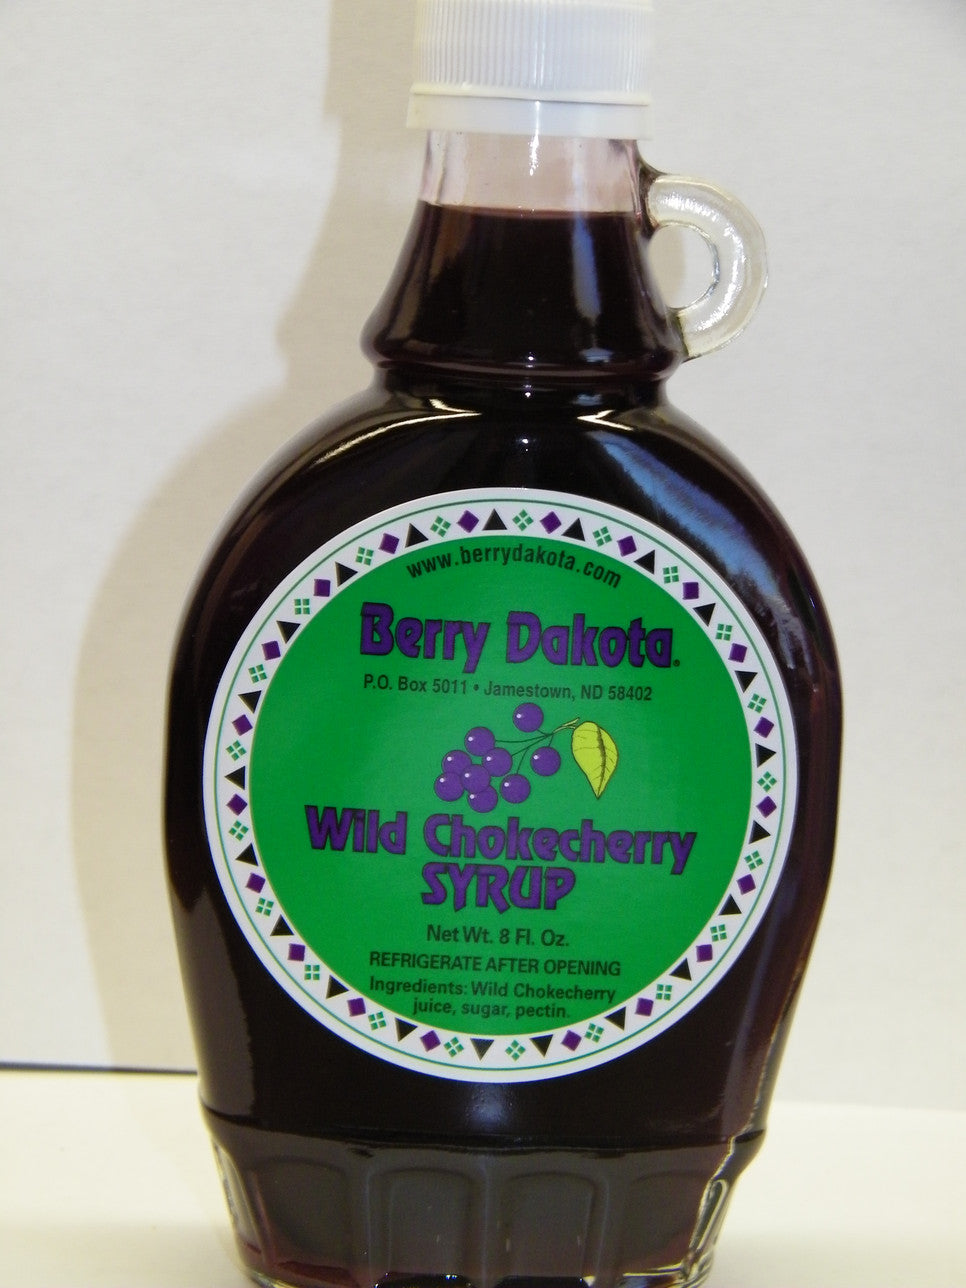 www.berrydakota.com
Berry Dakota.
P.O. Box 5011 • Jamestown, ND 58402
Wild Chokecherry
SYRUP
Net Wt. 8 Fl. Oz.
REFRIGERATE AFTER OPENING
Ingredients: Wild Chokecherry
juice, sugar, pectin.